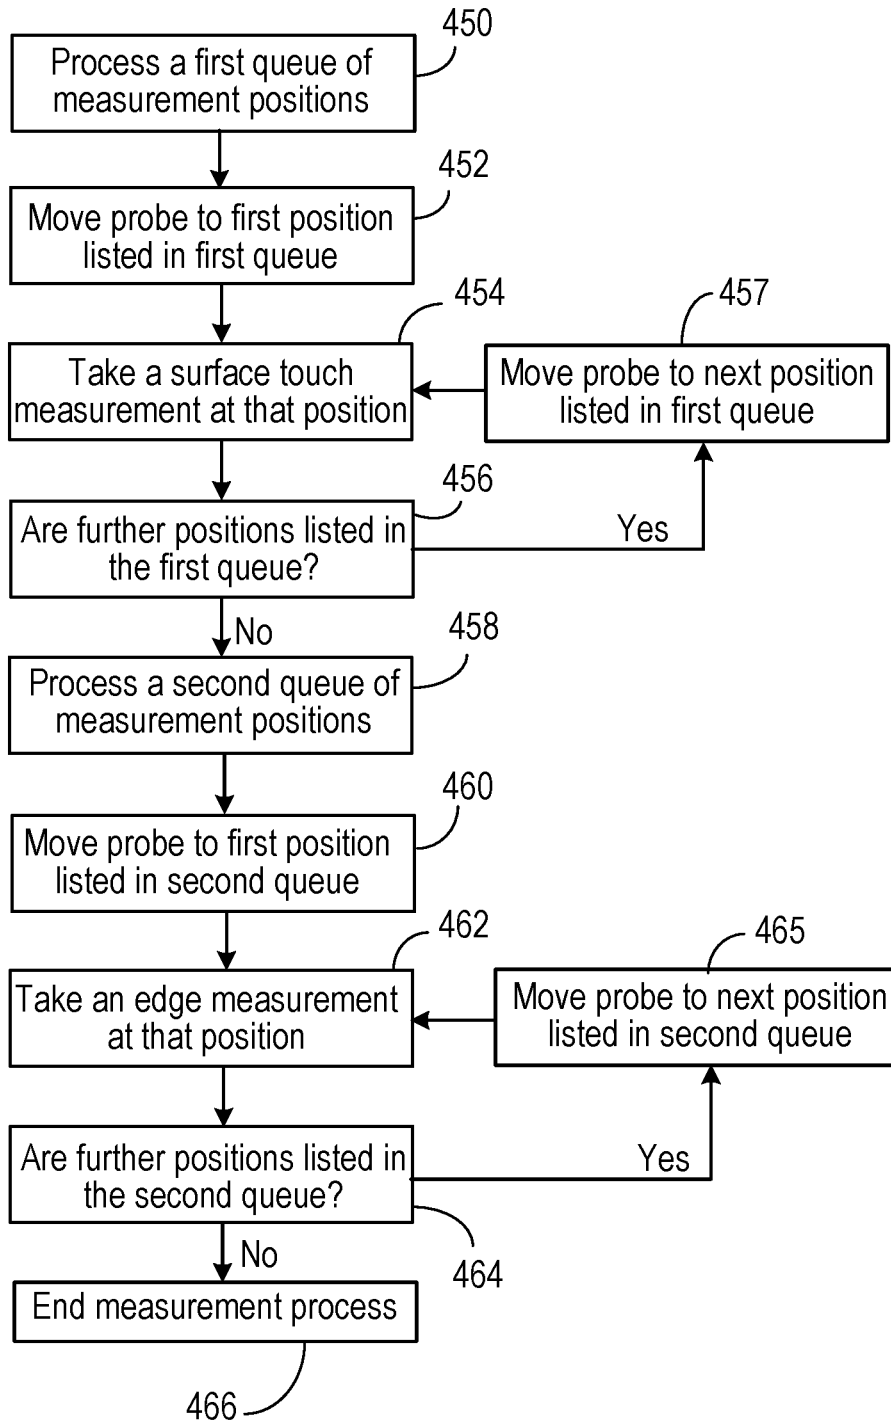 450
Process a first queue of
measurement positions
452
Move probe to first position
listed in first queue
454
Take a surface touch
measurement at that position
457
Move probe to next position
listed in first queue
456
Are further positions listed in
the first queue?
Yes
No
458
Process a second queue of
measurement positions
460
Move probe to first position
listed in second queue
462
Take an edge measurement
at that position
465
Move probe to next position
listed in second queue
Are further positions listed in
the second queue?
Yes
464
No
End measurement process
466